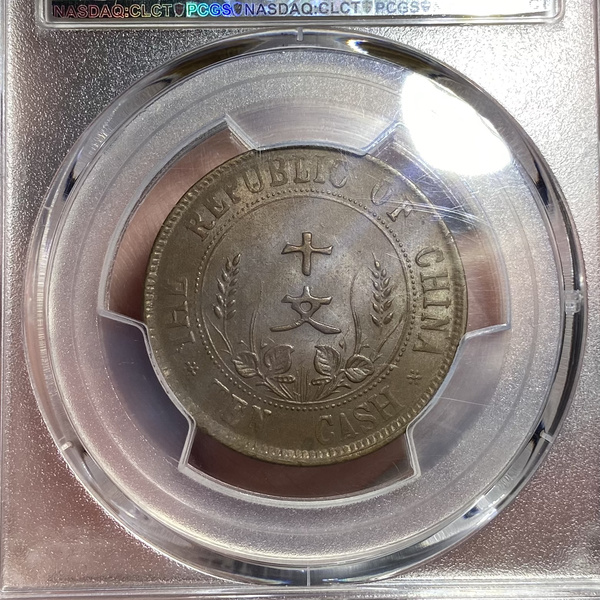 NASDAQ:CLCT PCGS NASDAQ:CLCT PCGS
THE REPUBLIC OF CHINA
十
文
TEN CASH